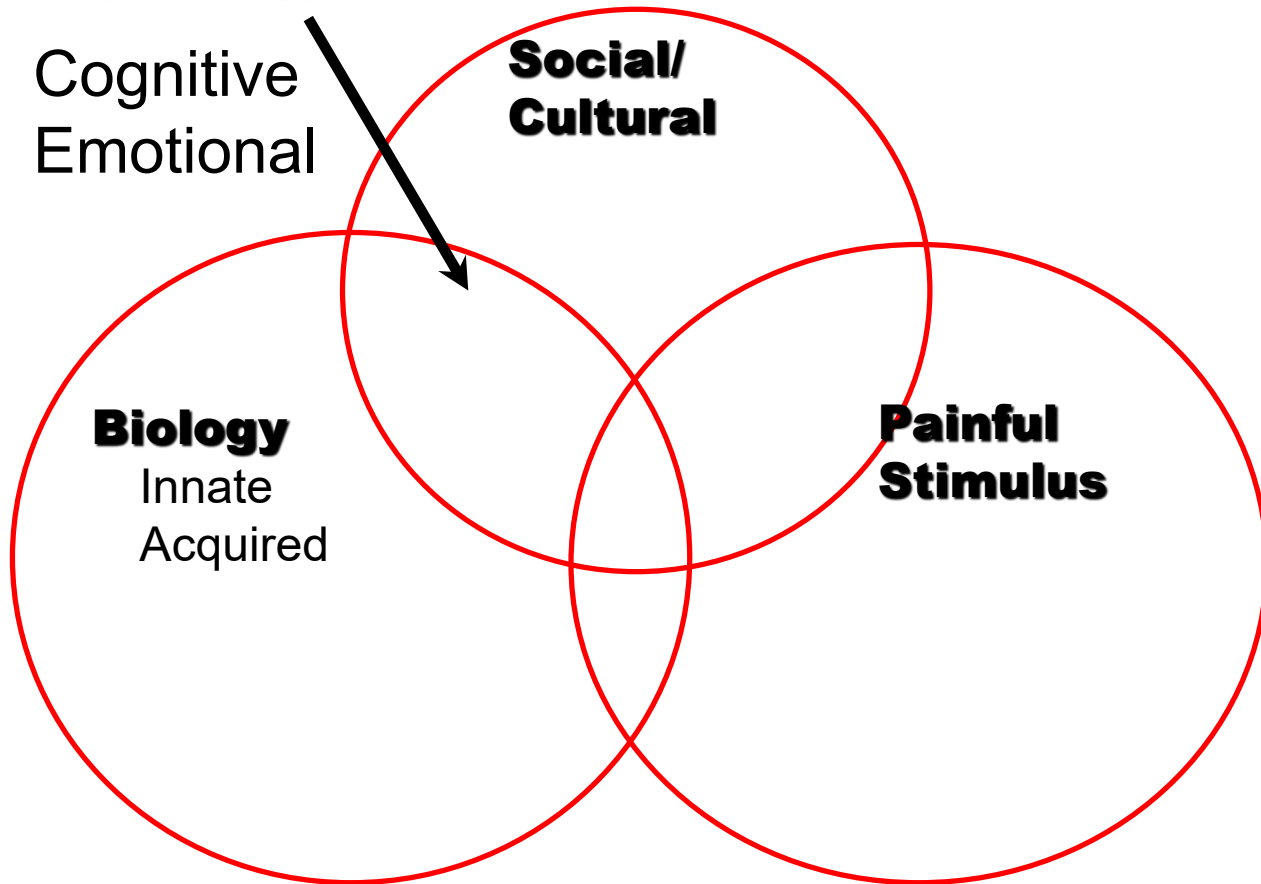 Cognitive
Emotional
Social/
Cultural
Biology
Innate
Acquired
Painful
Stimulus